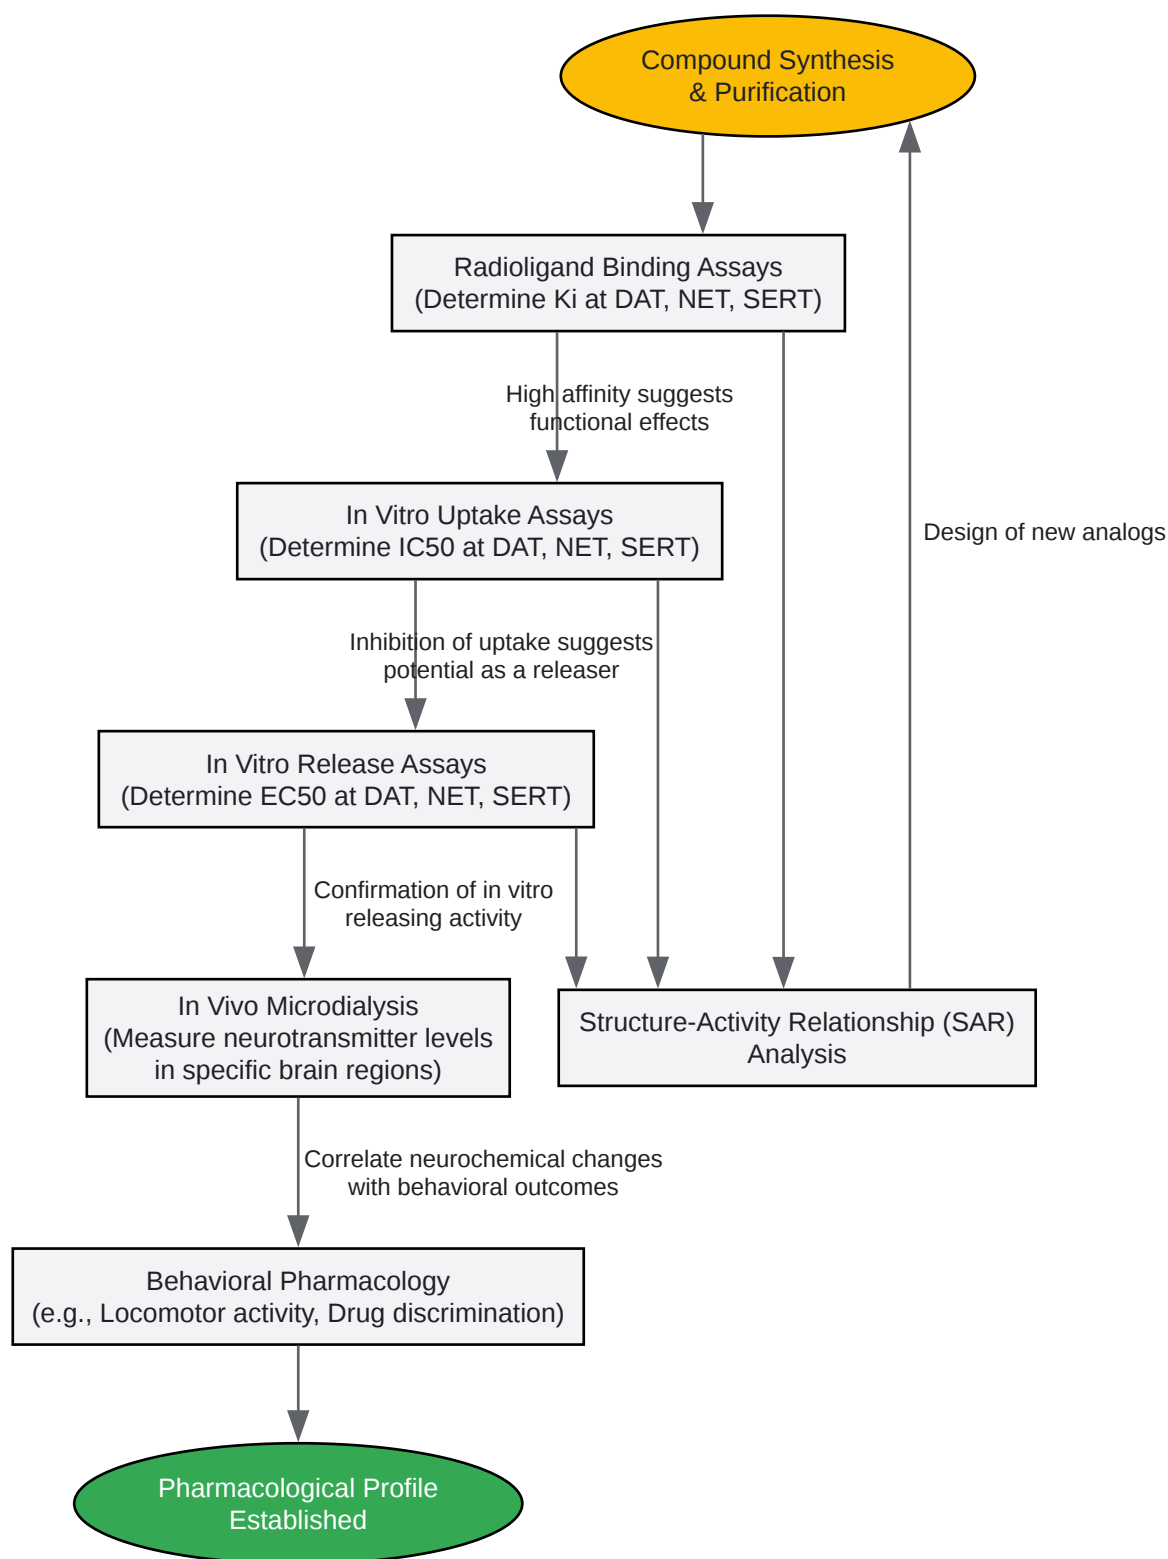 Compound Synthesis
& Purification
Radioligand Binding Assays
(Determine Ki at DAT, NET, SERT)
High affinity suggests
functional effects
In Vitro Uptake Assays
(Determine IC50 at DAT, NET, SERT)
Design of new analogs
Inhibition of uptake suggests
potential as a releaser
In Vitro Release Assays
(Determine EC50 at DAT, NET, SERT)
Confirmation of in vitro
releasing activity
In Vivo Microdialysis
(Measure neurotransmitter levels
in specific brain regions)
Structure-Activity Relationship (SAR)
Analysis
Correlate neurochemical changes
with behavioral outcomes
Behavioral Pharmacology
(e.g., Locomotor activity, Drug discrimination)
Pharmacological Profile
Established